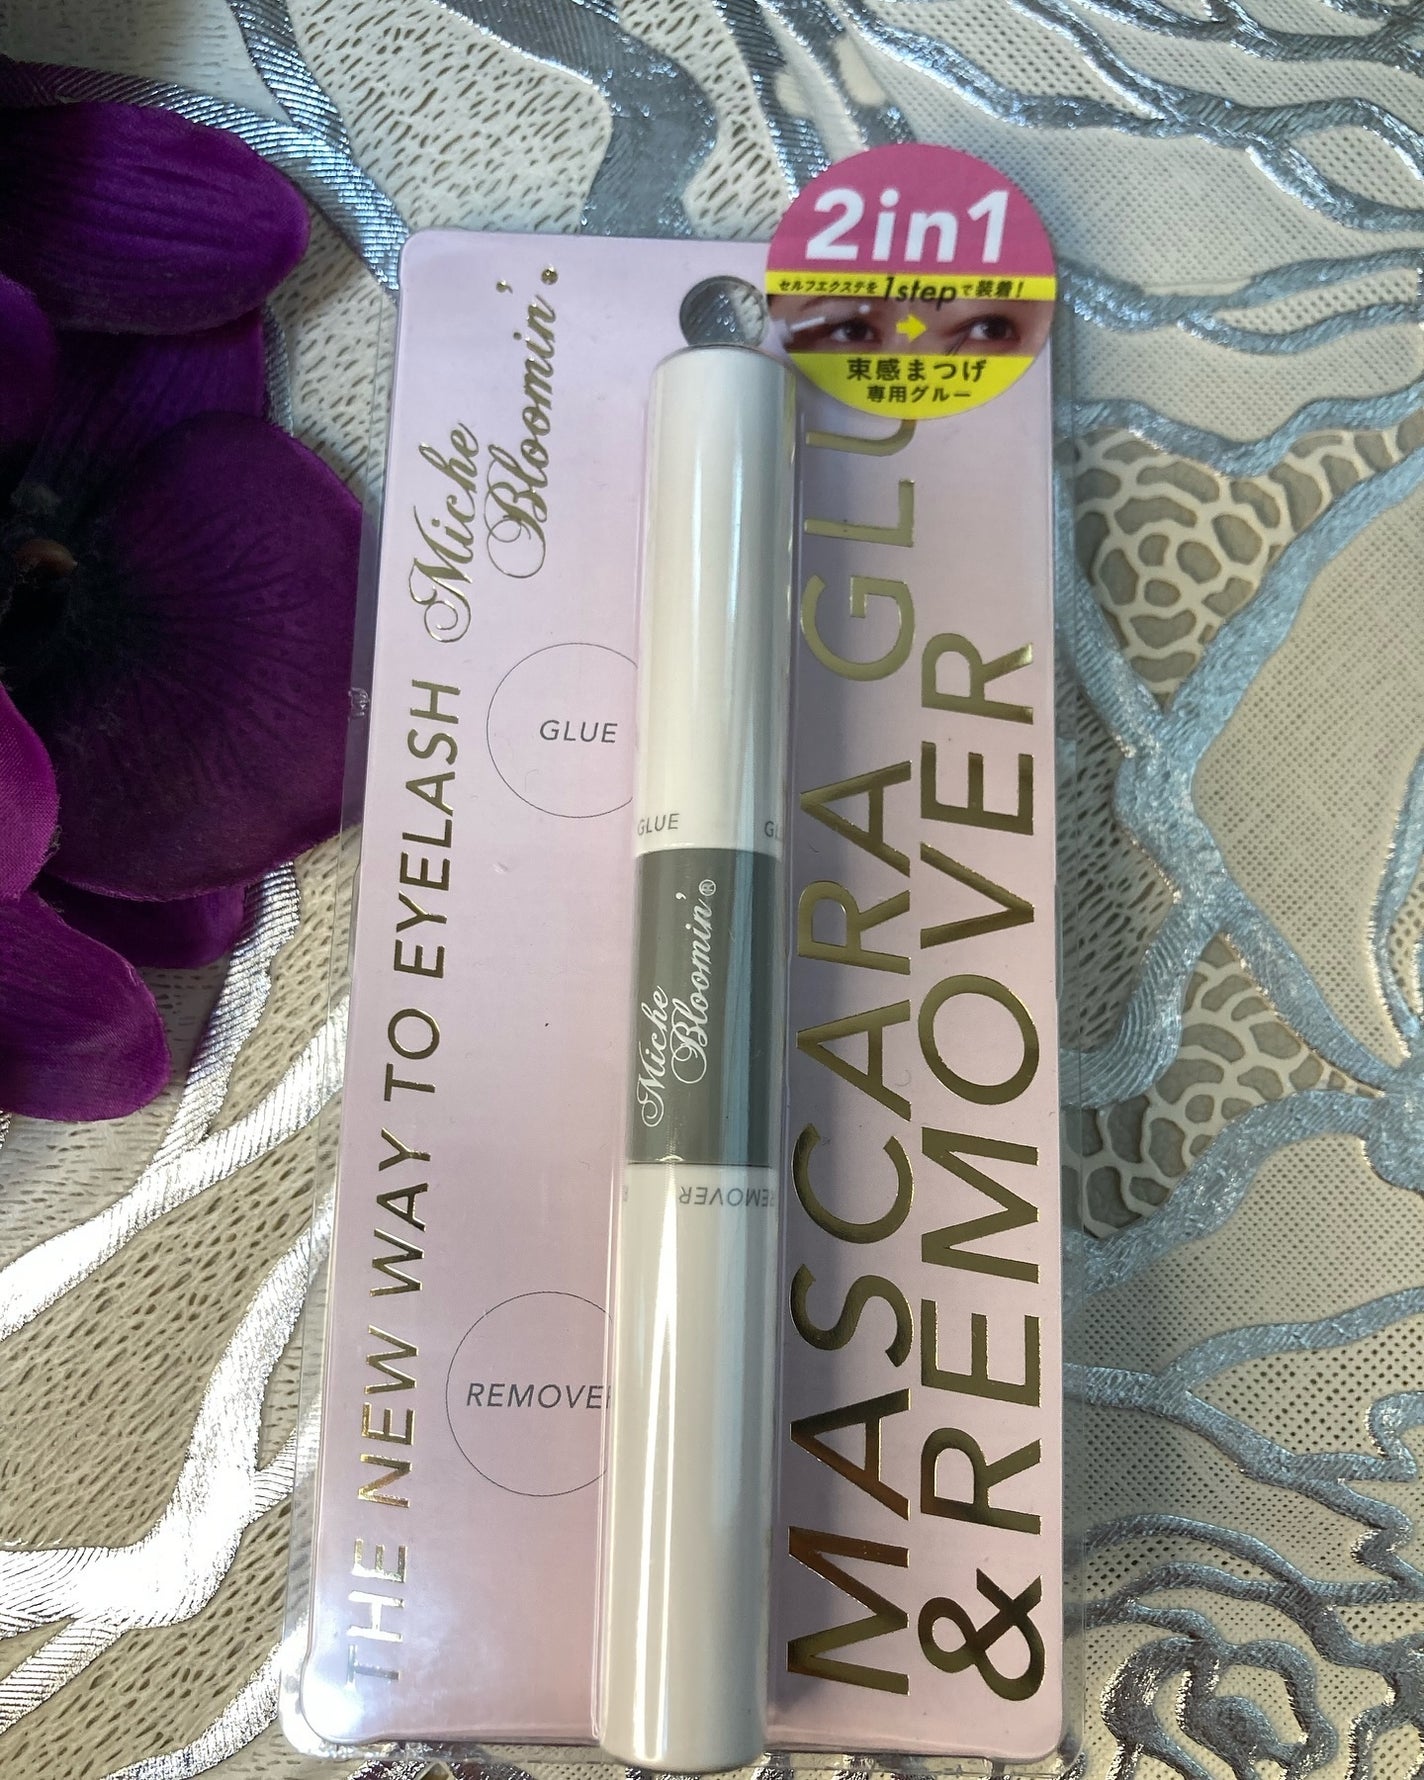 2in1
セルフエクステを1stepで装着!
束感まつげ
専用グルー
Miche
Bloomin'
THE NEW WAY TO EYELASH
GLUE
REMOVER
GLUE
Miche
Bloomin'®
REMOVER
MASCARA GLU
& REMOVER